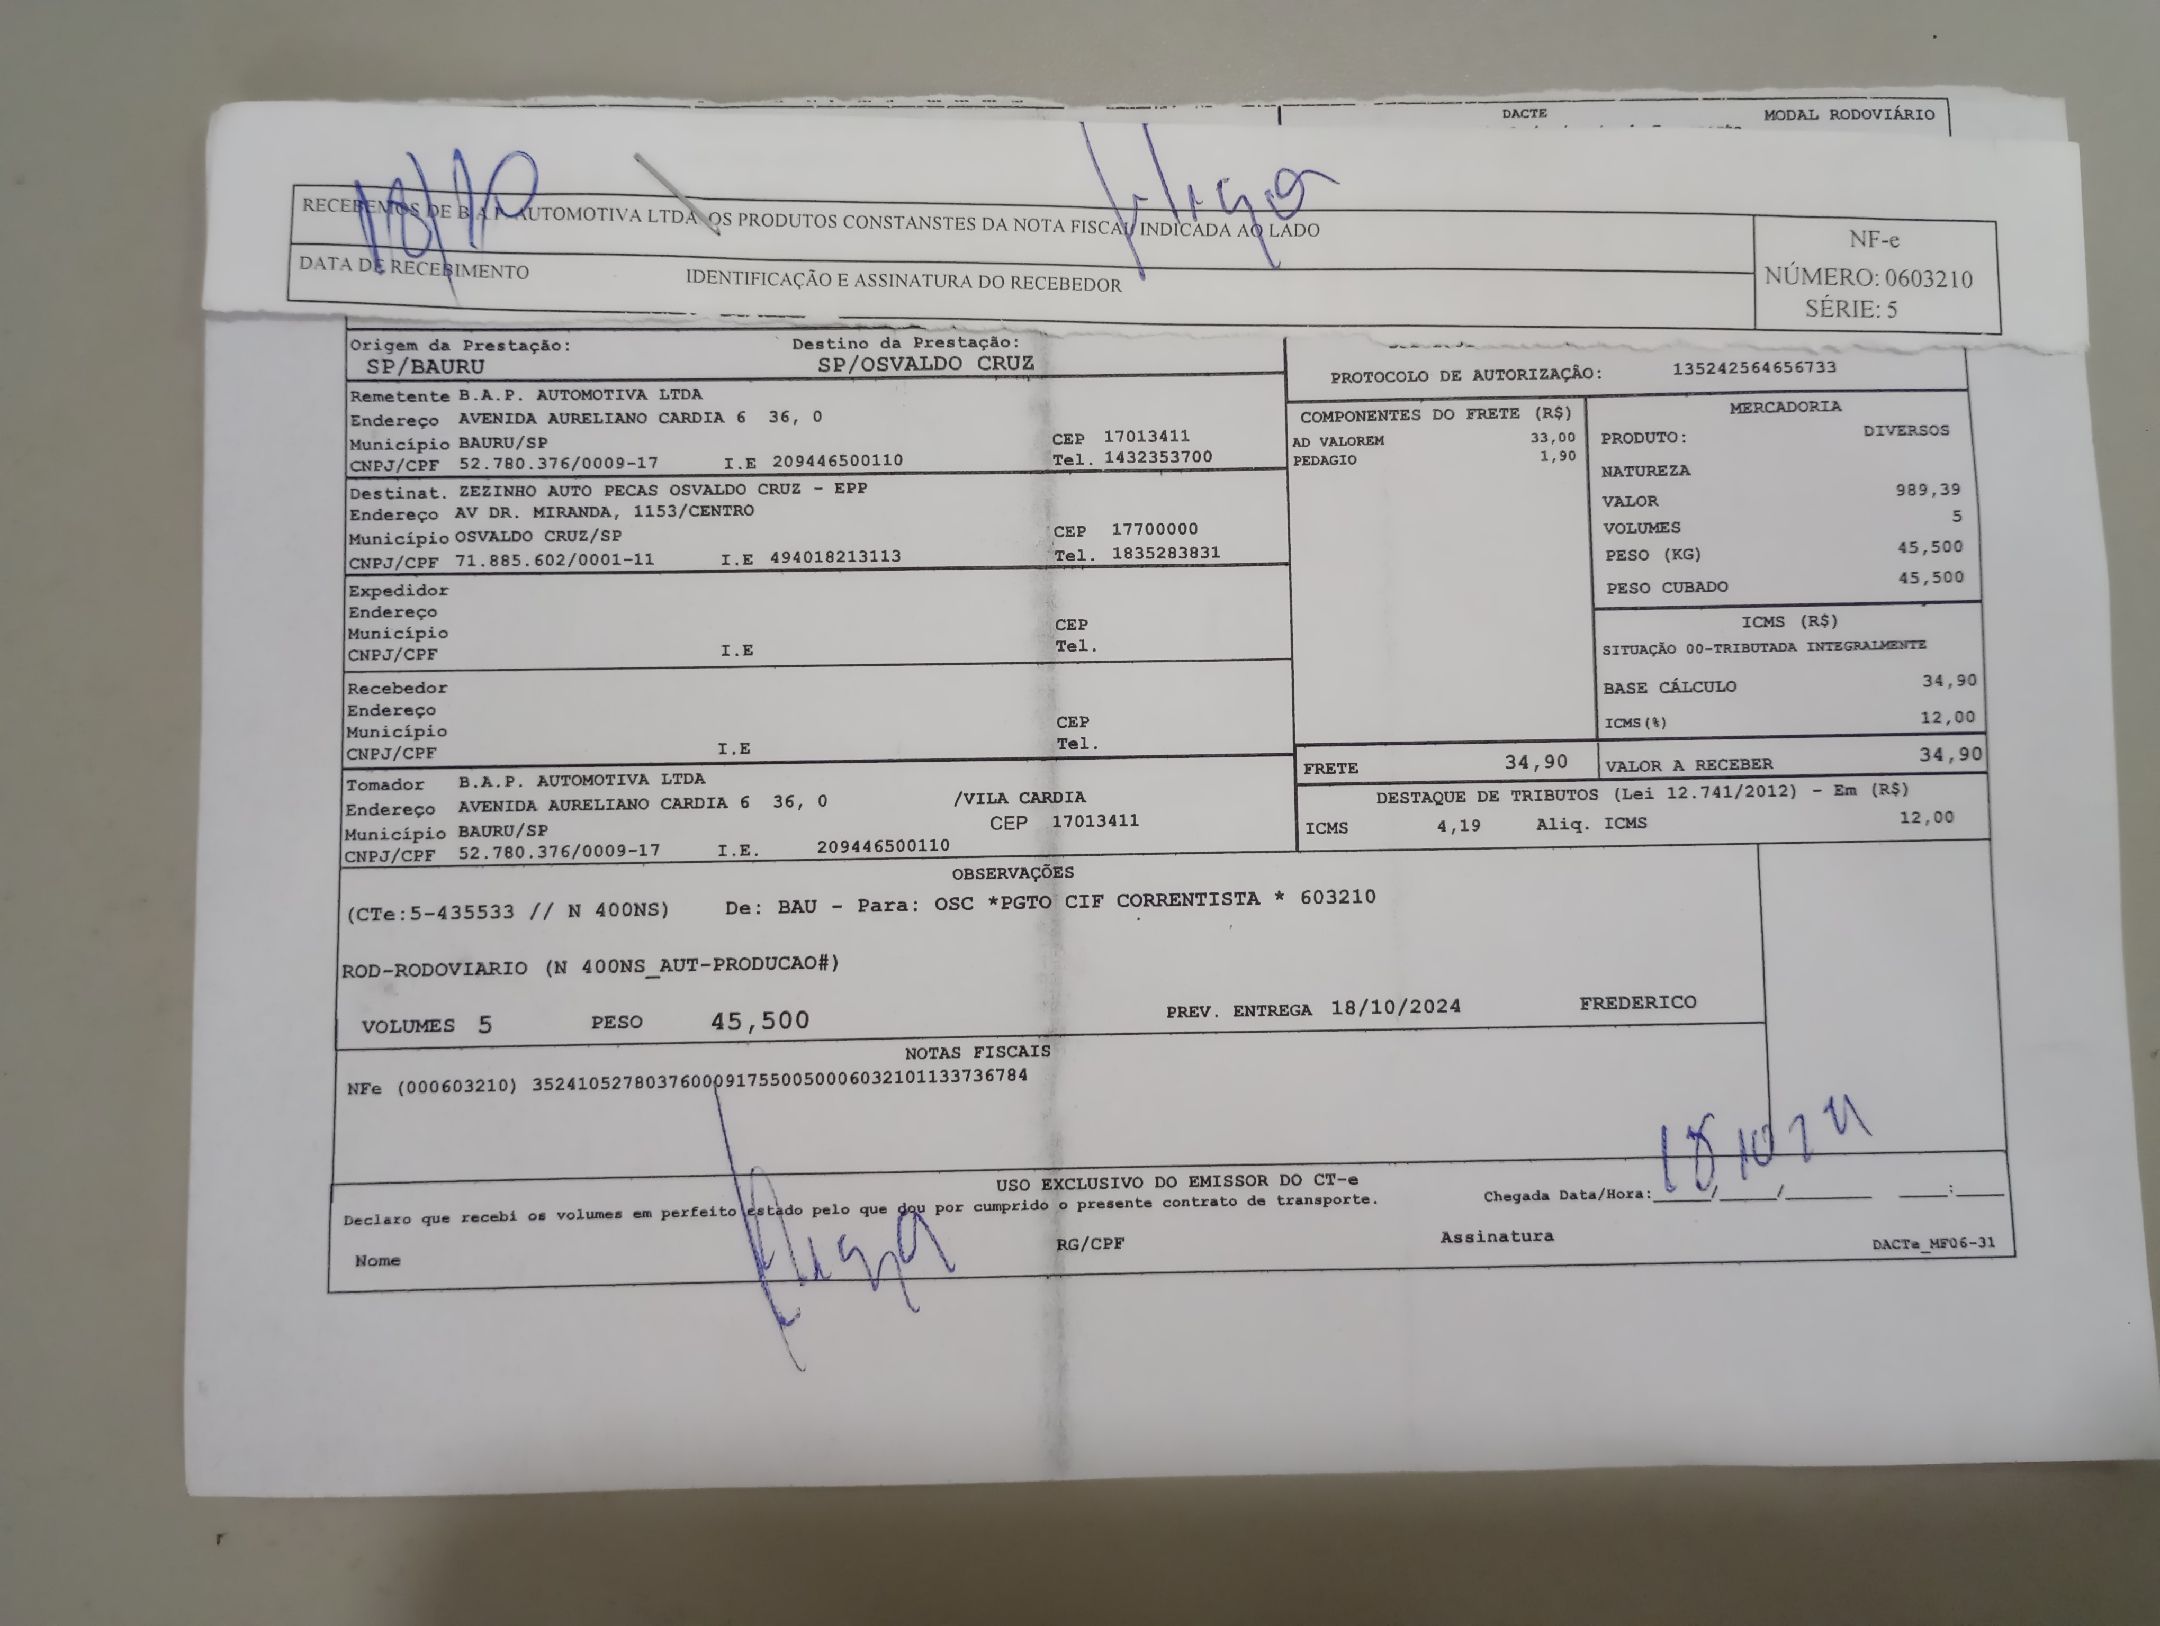 DACTE MODAL RODOVIÁRIO
RECEBEMOS DE B.A.P. AUTOMOTIVA LTDA OS PRODUTOS CONSTANSTES DA NOTA FISCAL INDICADA AO LADO
DATA DE RECEBIMENTO IDENTIFICAÇÃO E ASSINATURA DO RECEBEDOR
18/10
NF-e
NÚMERO: 0603210
SÉRIE: 5
Origem da Prestação: Destino da Prestação:
SP/BAURU SP/OSVALDO CRUZ
Remetente B.A.P. AUTOMOTIVA LTDA
Endereço AVENIDA AURELIANO CARDIA 6 36, 0
Município BAURU/SP CEP 17013411
CNPJ/CPF 52.780.376/0009-17 I.E 209446500110 Tel. 1432353700
Destinat. ZEZINHO AUTO PECAS OSVALDO CRUZ - EPP
Endereço AV DR. MIRANDA, 1153/CENTRO
Município OSVALDO CRUZ/SP CEP 17700000
CNPJ/CPF 71.885.602/0001-11 I.E 494018213113 Tel. 1835283831
Expedidor
Endereço
Município CEP
CNPJ/CPF I.E Tel.
Recebedor
Endereço
Município CEP
CNPJ/CPF I.E Tel.
Tomador B.A.P. AUTOMOTIVA LTDA
Endereço AVENIDA AURELIANO CARDIA 6 36, 0 /VILA CARDIA
Município BAURU/SP CEP 17013411
CNPJ/CPF 52.780.376/0009-17 I.E. 209446500110
PROTOCOLO DE AUTORIZAÇÃO: 135242564656733
COMPONENTES DO FRETE (R$)
AD VALOREM 33,00
PEDAGIO 1,90
MERCADORIA
PRODUTO: DIVERSOS
NATUREZA
VALOR 989,39
VOLUMES 5
PESO (KG) 45,500
PESO CUBADO 45,500
ICMS (R$)
SITUAÇÃO 00-TRIBUTADA INTEGRALMENTE
BASE CÁLCULO 34,90
ICMS(%) 12,00
FRETE 34,90 VALOR A RECEBER 34,90
DESTAQUE DE TRIBUTOS (Lei 12.741/2012) - Em (R$)
ICMS 4,19 Aliq. ICMS 12,00
OBSERVAÇÕES
(CTe:5-435533 // N 400NS) De: BAU - Para: OSC *PGTO CIF CORRENTISTA * 603210
ROD-RODOVIARIO (N 400NS_AUT-PRODUCAO#)
VOLUMES 5 PESO 45,500 PREV. ENTREGA 18/10/2024 FREDERICO
NOTAS FISCAIS
NFe (000603210) 35241052780376000917550050006032101133736784
USO EXCLUSIVO DO EMISSOR DO CT-e
Declaro que recebi os volumes em perfeito estado pelo que dou por cumprido o presente contrato de transporte. Chegada Data/Hora:____/____/______ ____:____
18 10 24
Nome RG/CPF Assinatura DACTe_MF06-31